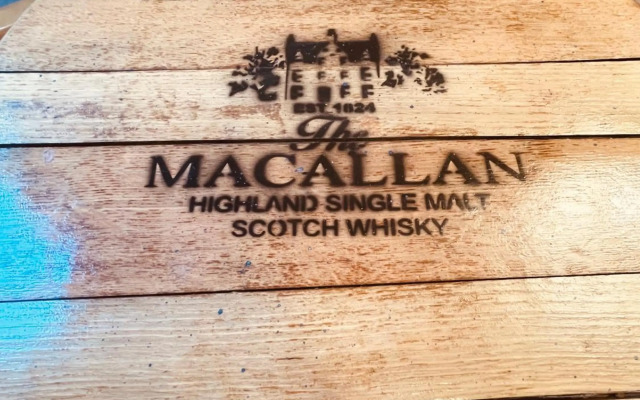 EST. 1824
The
MACALLAN
HIGHLAND SINGLE MALT
SCOTCH WHISKY